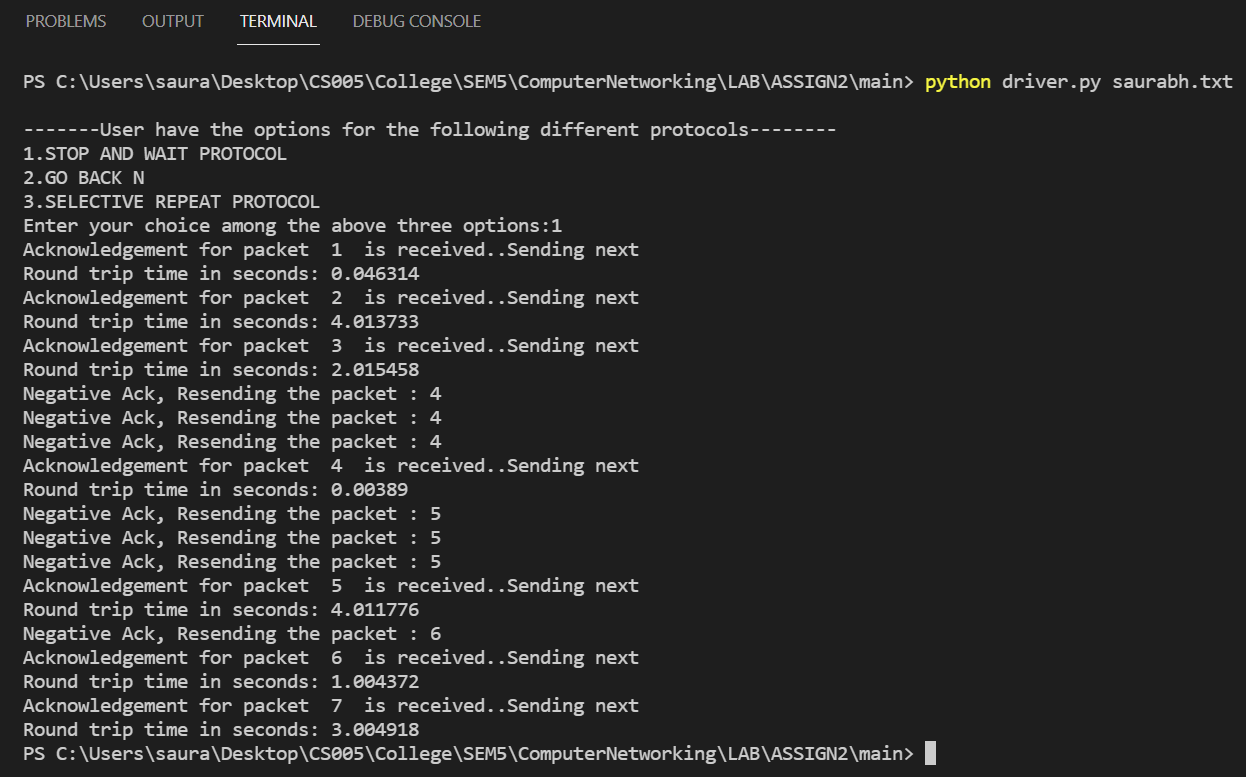 PROBLEMS OUTPUT TERMINAL DEBUG CONSOLE
PS C:\Users\saura\Desktop\CS005\College\SEM5\ComputerNetworking\LAB\ASSIGN2\main> python driver.py saurabh.txt
-------User have the options for the following different protocols--------
1.STOP AND WAIT PROTOCOL
2.GO BACK N
3.SELECTIVE REPEAT PROTOCOL
Enter your choice among the above three options:1
Acknowledgement for packet  1  is received..Sending next
Round trip time in seconds: 0.046314
Acknowledgement for packet  2  is received..Sending next
Round trip time in seconds: 4.013733
Acknowledgement for packet  3  is received..Sending next
Round trip time in seconds: 2.015458
Negative Ack, Resending the packet : 4
Negative Ack, Resending the packet : 4
Negative Ack, Resending the packet : 4
Acknowledgement for packet  4  is received..Sending next
Round trip time in seconds: 0.00389
Negative Ack, Resending the packet : 5
Negative Ack, Resending the packet : 5
Negative Ack, Resending the packet : 5
Acknowledgement for packet  5  is received..Sending next
Round trip time in seconds: 4.011776
Negative Ack, Resending the packet : 6
Acknowledgement for packet  6  is received..Sending next
Round trip time in seconds: 1.004372
Acknowledgement for packet  7  is received..Sending next
Round trip time in seconds: 3.004918
PS C:\Users\saura\Desktop\CS005\College\SEM5\ComputerNetworking\LAB\ASSIGN2\main>